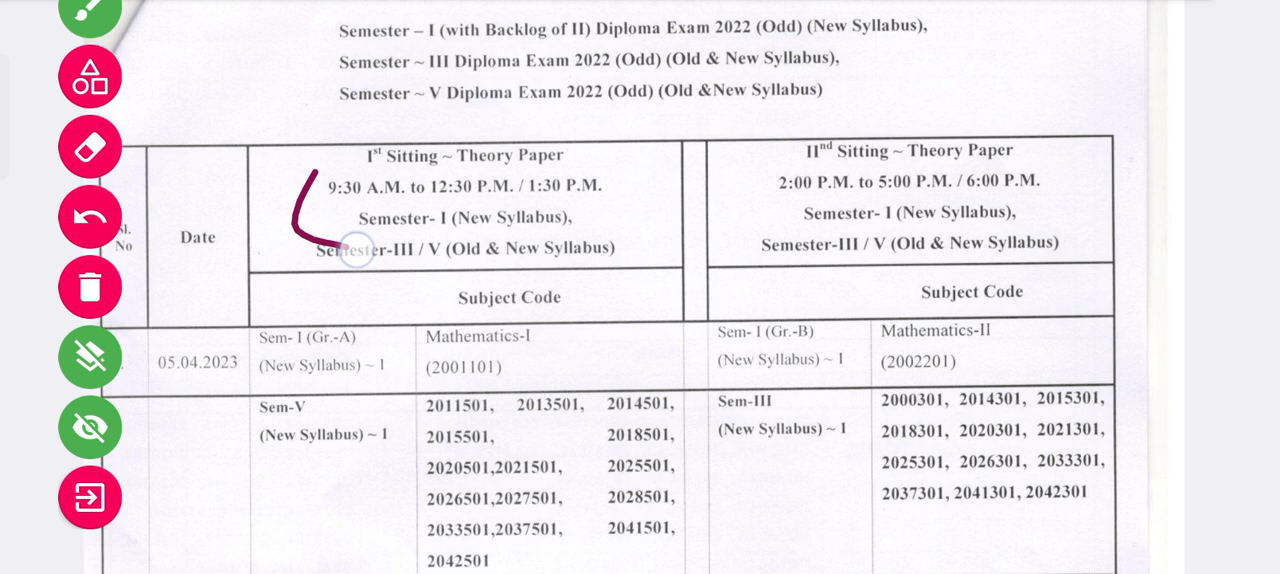 Semester – I (with Backlog of II) Diploma Exam 2022 (Odd) (New Syllabus),
Semester ~ III Diploma Exam 2022 (Odd) (Old & New Syllabus),
Semester ~ V Diploma Exam 2022 (Odd) (Old &New Syllabus)
Sl.
No
Date
Ist Sitting ~ Theory Paper
9:30 A.M. to 12:30 P.M. / 1:30 P.M.
Semester- I (New Syllabus),
Semester-III / V (Old & New Syllabus)
Subject Code
IInd Sitting ~ Theory Paper
2:00 P.M. to 5:00 P.M. / 6:00 P.M.
Semester- I (New Syllabus),
Semester-III / V (Old & New Syllabus)
Subject Code
05.04.2023
Sem- I (Gr.-A)
(New Syllabus) ~ 1
Mathematics-I
(2001101)
Sem- I (Gr.-B)
(New Syllabus) ~ 1
Mathematics-II
(2002201)
Sem-V
(New Syllabus) ~ 1
2011501, 2013501, 2014501,
2015501, 2018501,
2020501,2021501, 2025501,
2026501,2027501, 2028501,
2033501,2037501, 2041501,
2042501
Sem-III
(New Syllabus) ~ 1
2000301, 2014301, 2015301,
2018301, 2020301, 2021301,
2025301, 2026301, 2033301,
2037301, 2041301, 2042301